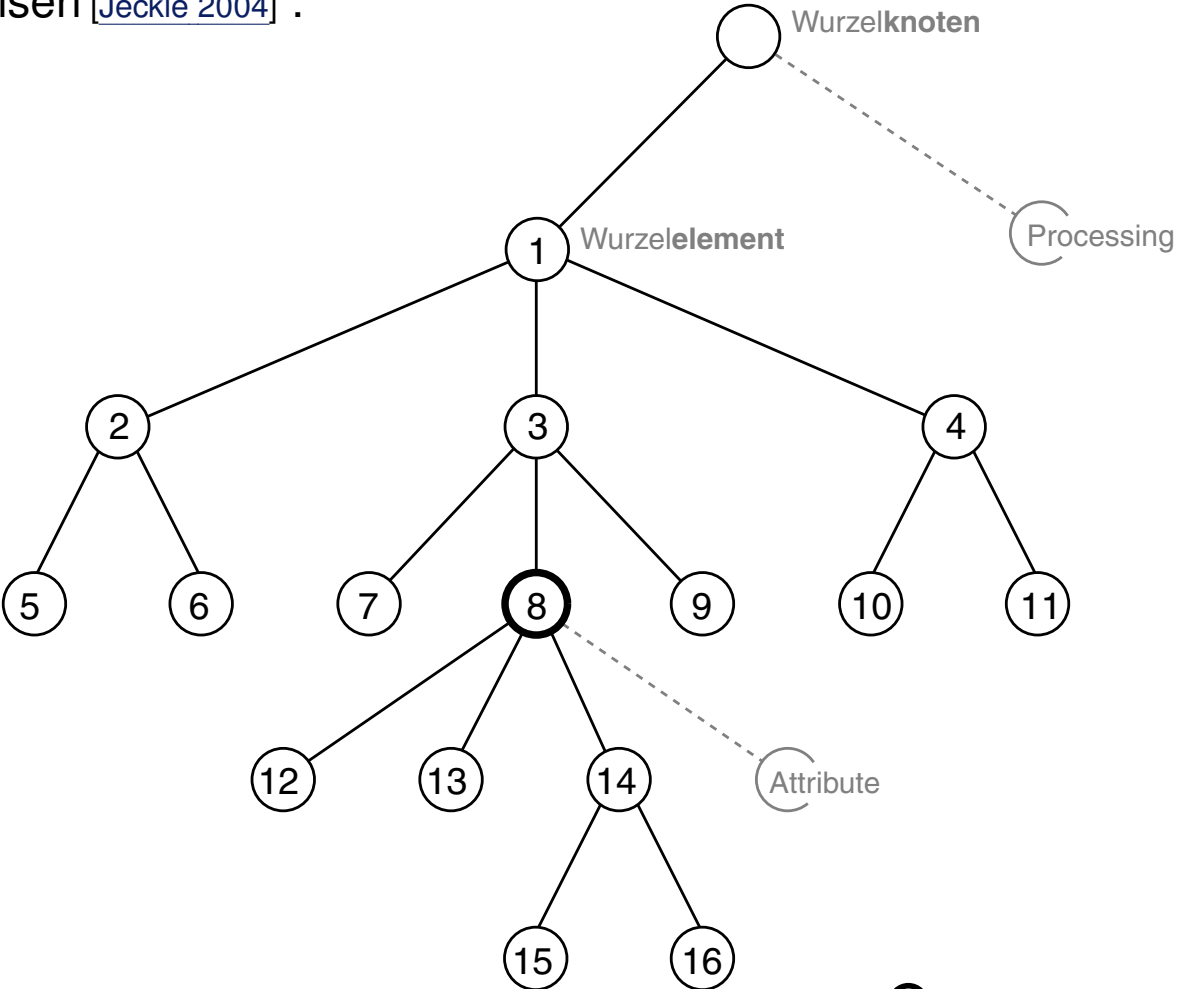 isen [Jeckle 2004] .
Wurzelknoten
Processing
1 Wurzelelement
2 3 4
5 6 7 8 9 10 11
12 13 14 Attribute
15 16